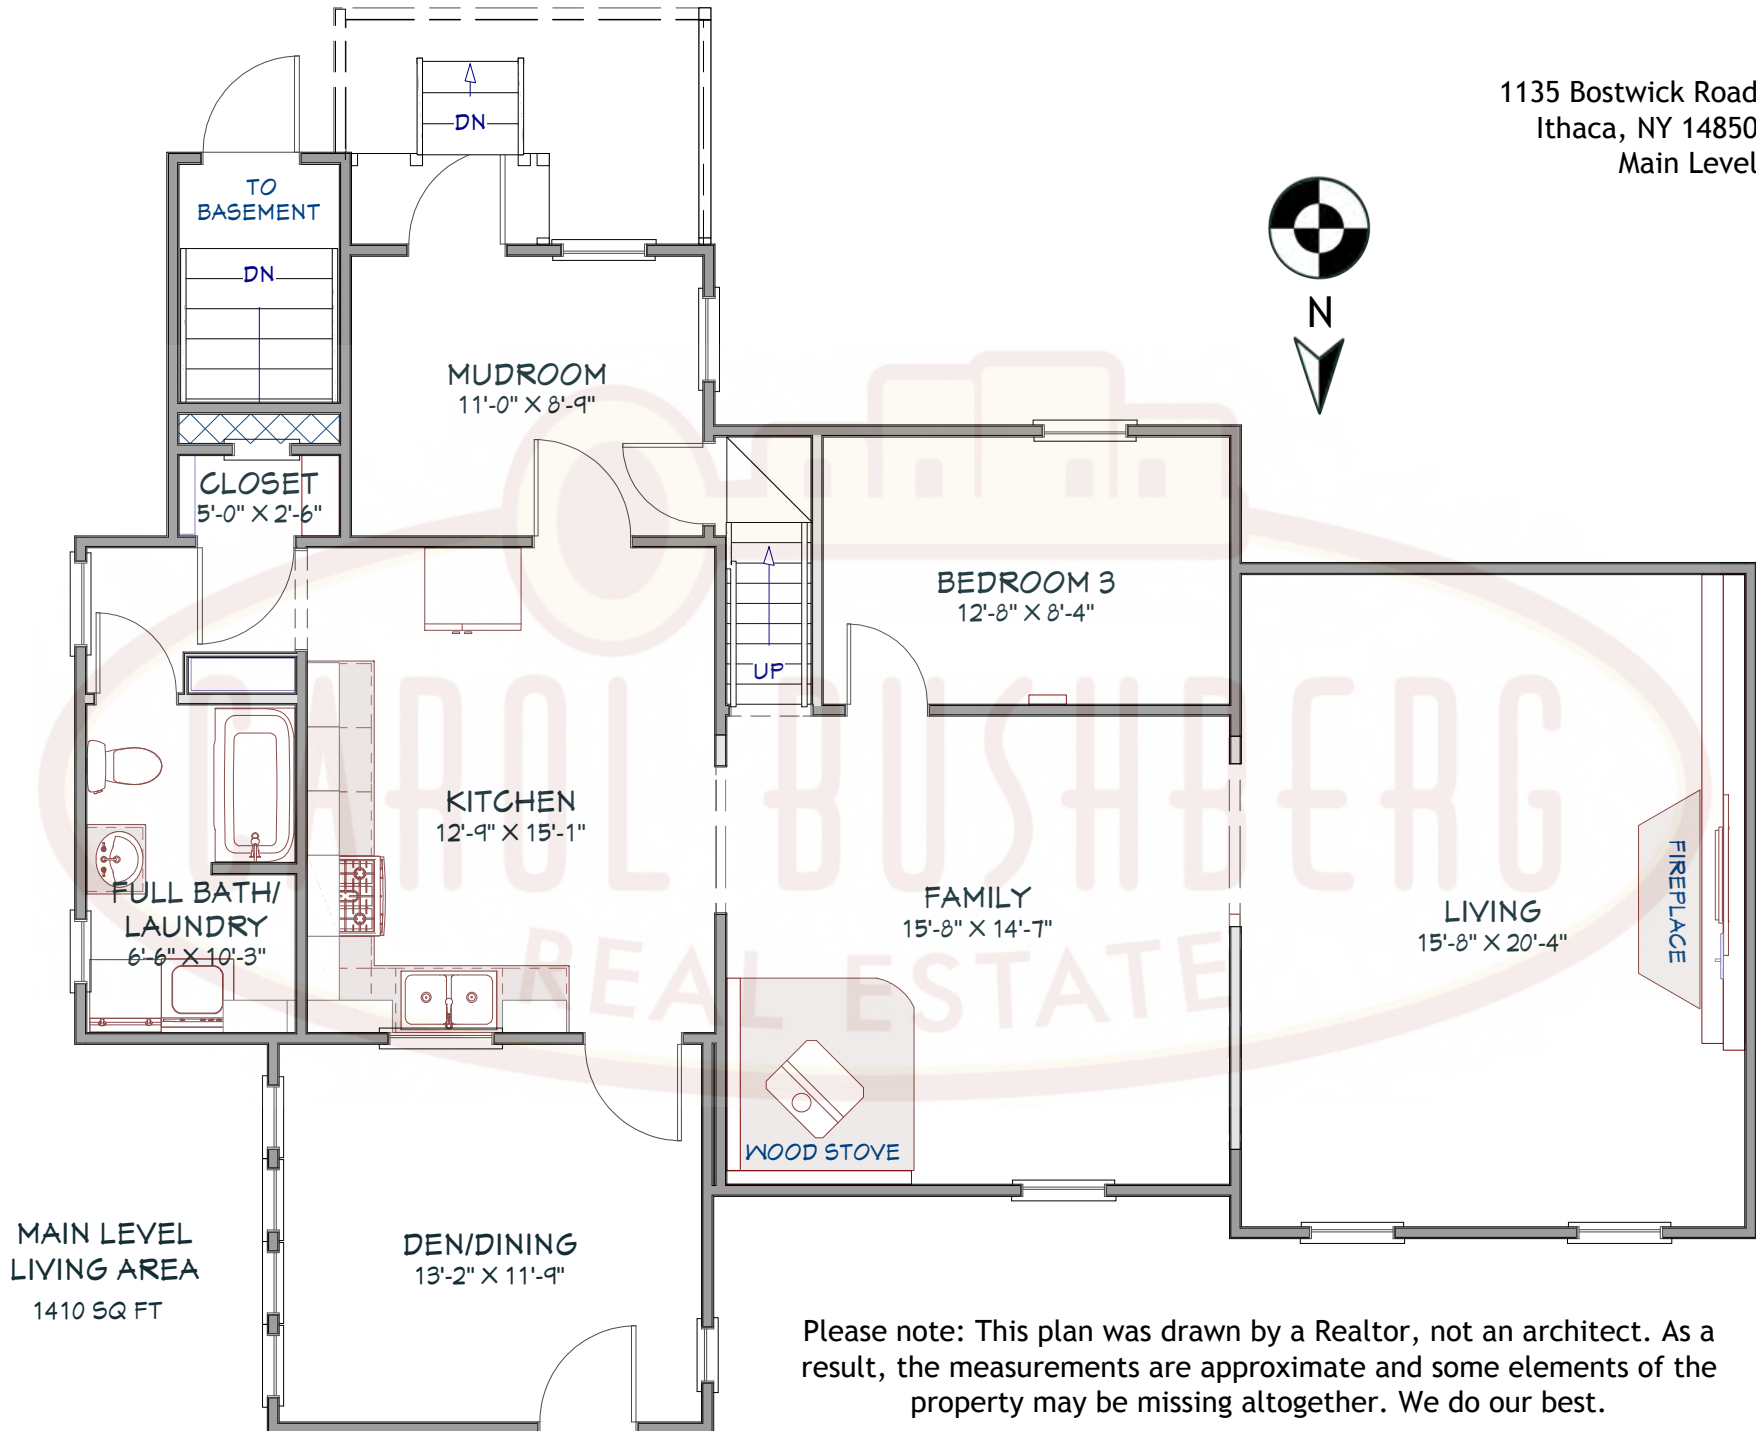 1135 Bostwick Road
Ithaca, NY 14850
Main Level
DN
TO
BASEMENT
DN
N
MUDROOM
11'-0" X 8'-9"
CLOSET
5'-0" X 2'-6"
BEDROOM 3
12'-8" X 8'-4"
UP
KITCHEN
12'-9" X 15'-1"
FULL BATH/
LAUNDRY
6'-6" X 10'-3"
FAMILY
15'-8" X 14'-7"
LIVING
15'-8" X 20'-4"
FIREPLACE
CAROL BUSHBERG
REAL ESTATE
WOOD STOVE
DEN/DINING
13'-2" X 11'-9"
MAIN LEVEL
LIVING AREA
1410 SQ FT
Please note: This plan was drawn by a Realtor, not an architect. As a
result, the measurements are approximate and some elements of the
property may be missing altogether. We do our best.